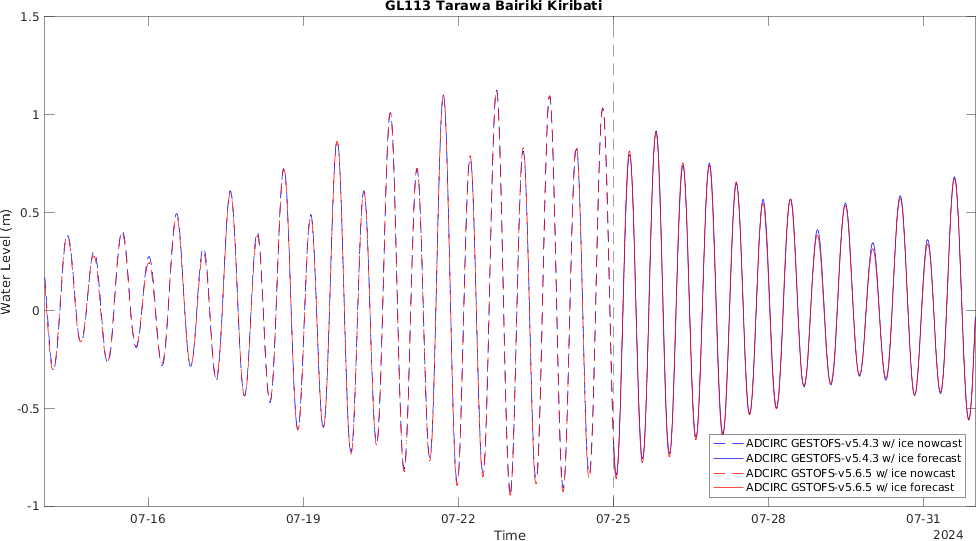 GL113 Tarawa Bairiki Kiribati
1.5
1
0.5
0
-0.5
-1
Water Level (m)
07-16
07-19
07-22
07-25
07-28
07-31
Time
2024
ADCIRC GESTOFS-v5.4.3 w/ ice nowcast
ADCIRC GESTOFS-v5.4.3 w/ ice forecast
ADCIRC GSTOFS-v5.6.5 w/ ice nowcast
ADCIRC GSTOFS-v5.6.5 w/ ice forecast